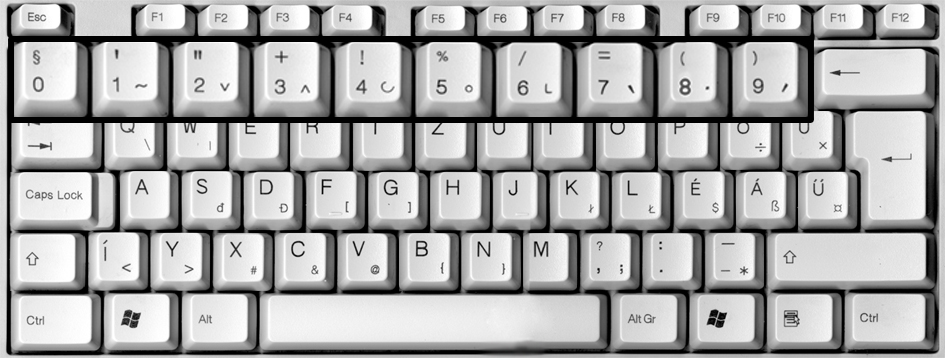 Esc F1 F2 F3 F4 F5 F6 F7 F8 F9 F10 F11 F12
§ ' " + ! % / = ( )
0 1 ~ 2 ˇ 3 ^ 4 ˘ 5 ° 6 ˛ 7 ` 8 ˙ 9 ´
Q W E R T Z U I O P Ő Ú
\ | ÷ ×
Caps Lock A S D F G H J K L É Á Ű
đ Đ [ ] ł Ł $ ß ¤
Í Y X C V B N M ? : —
< > # & @ { } , ; . - *
Ctrl Alt Alt Gr Ctrl